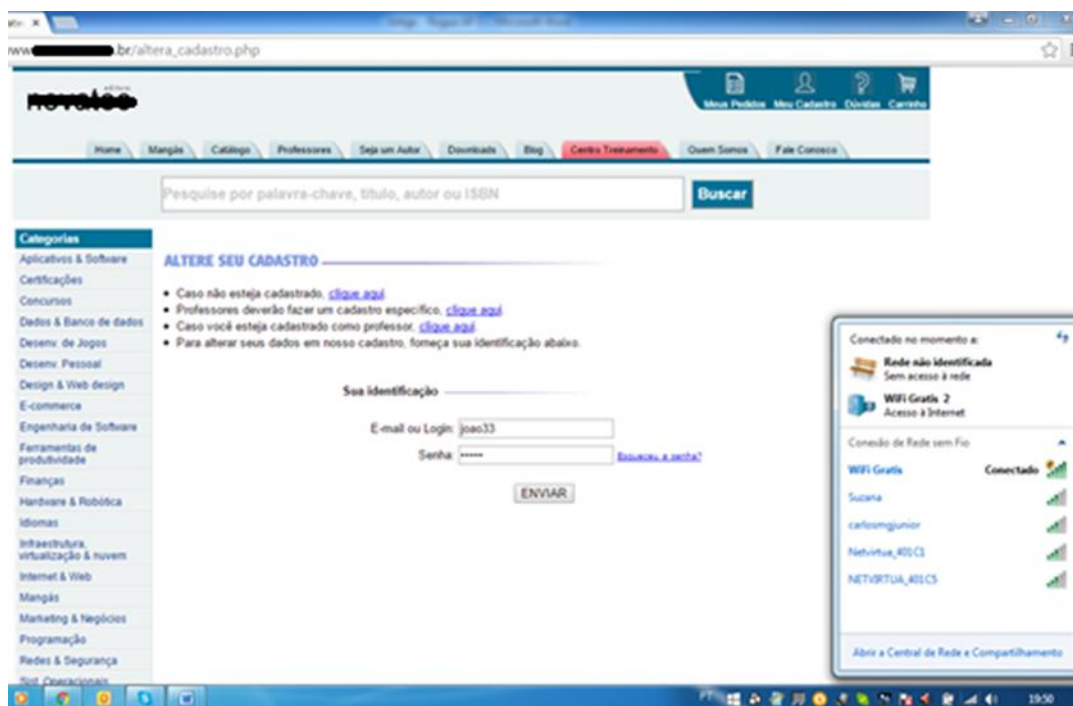 .br/altera_cadastro.php
Meus Pedidos Meu Cadastro Dúvidas Carrinho
Home Mangás Catálogo Professores Seja um Autor Downloads Blog Centro Treinamento Quem Somos Fale Conosco
Pesquise por palavra-chave, título, autor ou ISBN Buscar
Categorias
Aplicativos & Software
Certificações
Concursos
Dados & Banco de dados
Desenv. de Jogos
Desenv. Pessoal
Design & Web design
E-commerce
Engenharia de Software
Ferramentas de
produtividade
Finanças
Hardware & Robótica
Idiomas
Infraestrutura,
virtualização & nuvem
Internet & Web
Mangás
Marketing & Negócios
Programação
Redes & Segurança
Sist. Operacionais
ALTERE SEU CADASTRO
• Caso não esteja cadastrado, clique aqui.
• Professores deverão fazer um cadastro específico, clique aqui.
• Caso você esteja cadastrado como professor, clique aqui.
• Para alterar seus dados em nosso cadastro, forneça sua identificação abaixo.
Sua identificação
E-mail ou Login: joao33
Senha: ••••• Esqueceu a senha?
ENVIAR
Conectado no momento a:
Rede não identificada
Sem acesso à rede
WiFi Gratis 2
Acesso à Internet
Conexão de Rede sem Fio
WiFi Gratis Conectado
Suzana
carlosmgjunior
Netvirtua_401C1
NETVIRTUA_401C5
Abrir a Central de Rede e Compartilhamento
PT 19:50